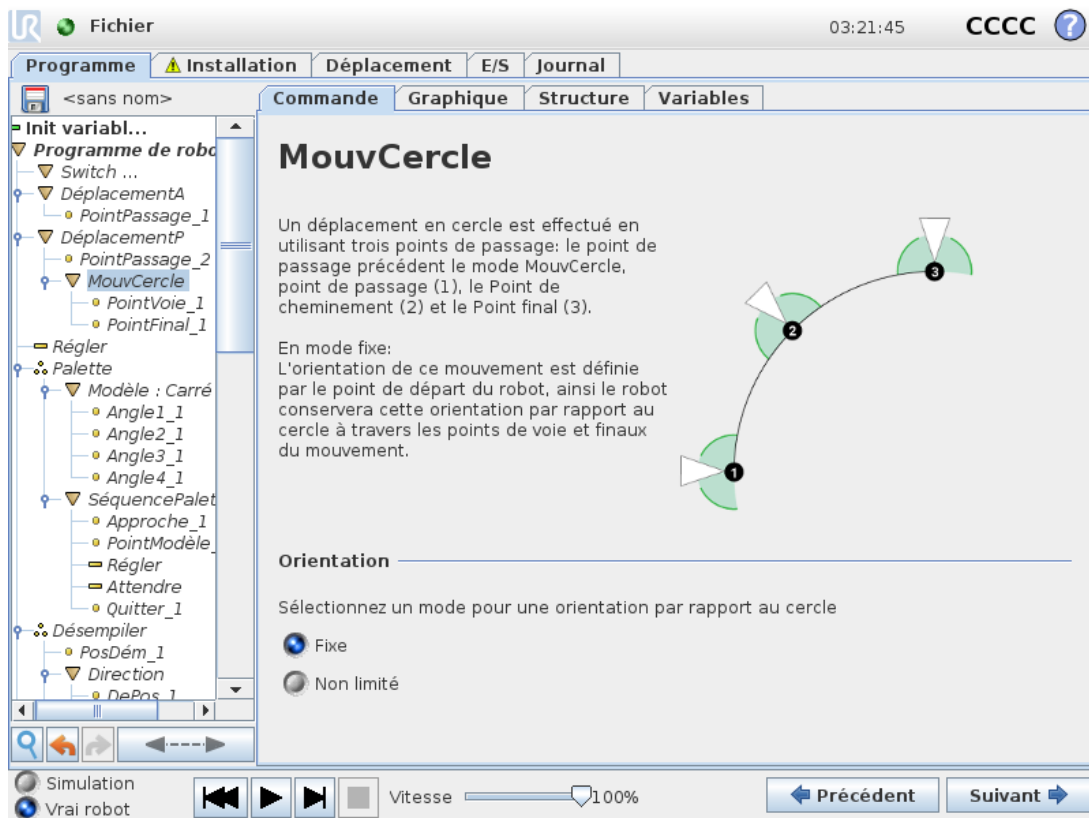 UR Fichier 03:21:45 CCCC ?
Programme Installation Déplacement E/S Journal
<sans nom> Commande Graphique Structure Variables
Init variabl...
Programme de robo
Switch ...
DéplacementA
PointPassage_1
DéplacementP
PointPassage_2
MouvCercle
PointVoie_1
PointFinal_1
Régler
Palette
Modèle : Carré
Angle1_1
Angle2_1
Angle3_1
Angle4_1
SéquencePalet
Approche_1
PointModèle_
Régler
Attendre
Quitter_1
Désempiler
PosDém_1
Direction
DePos_1
MouvCercle
Un déplacement en cercle est effectué en
utilisant trois points de passage: le point de
passage précédent le mode MouvCercle,
point de passage (1), le Point de
cheminement (2) et le Point final (3).
En mode fixe:
L'orientation de ce mouvement est définie
par le point de départ du robot, ainsi le robot
conservera cette orientation par rapport au
cercle à travers les points de voie et finaux
du mouvement.
3
2
1
Orientation
Sélectionnez un mode pour une orientation par rapport au cercle
Fixe
Non limité
Simulation
Vrai robot
Vitesse 100%
Précédent
Suivant